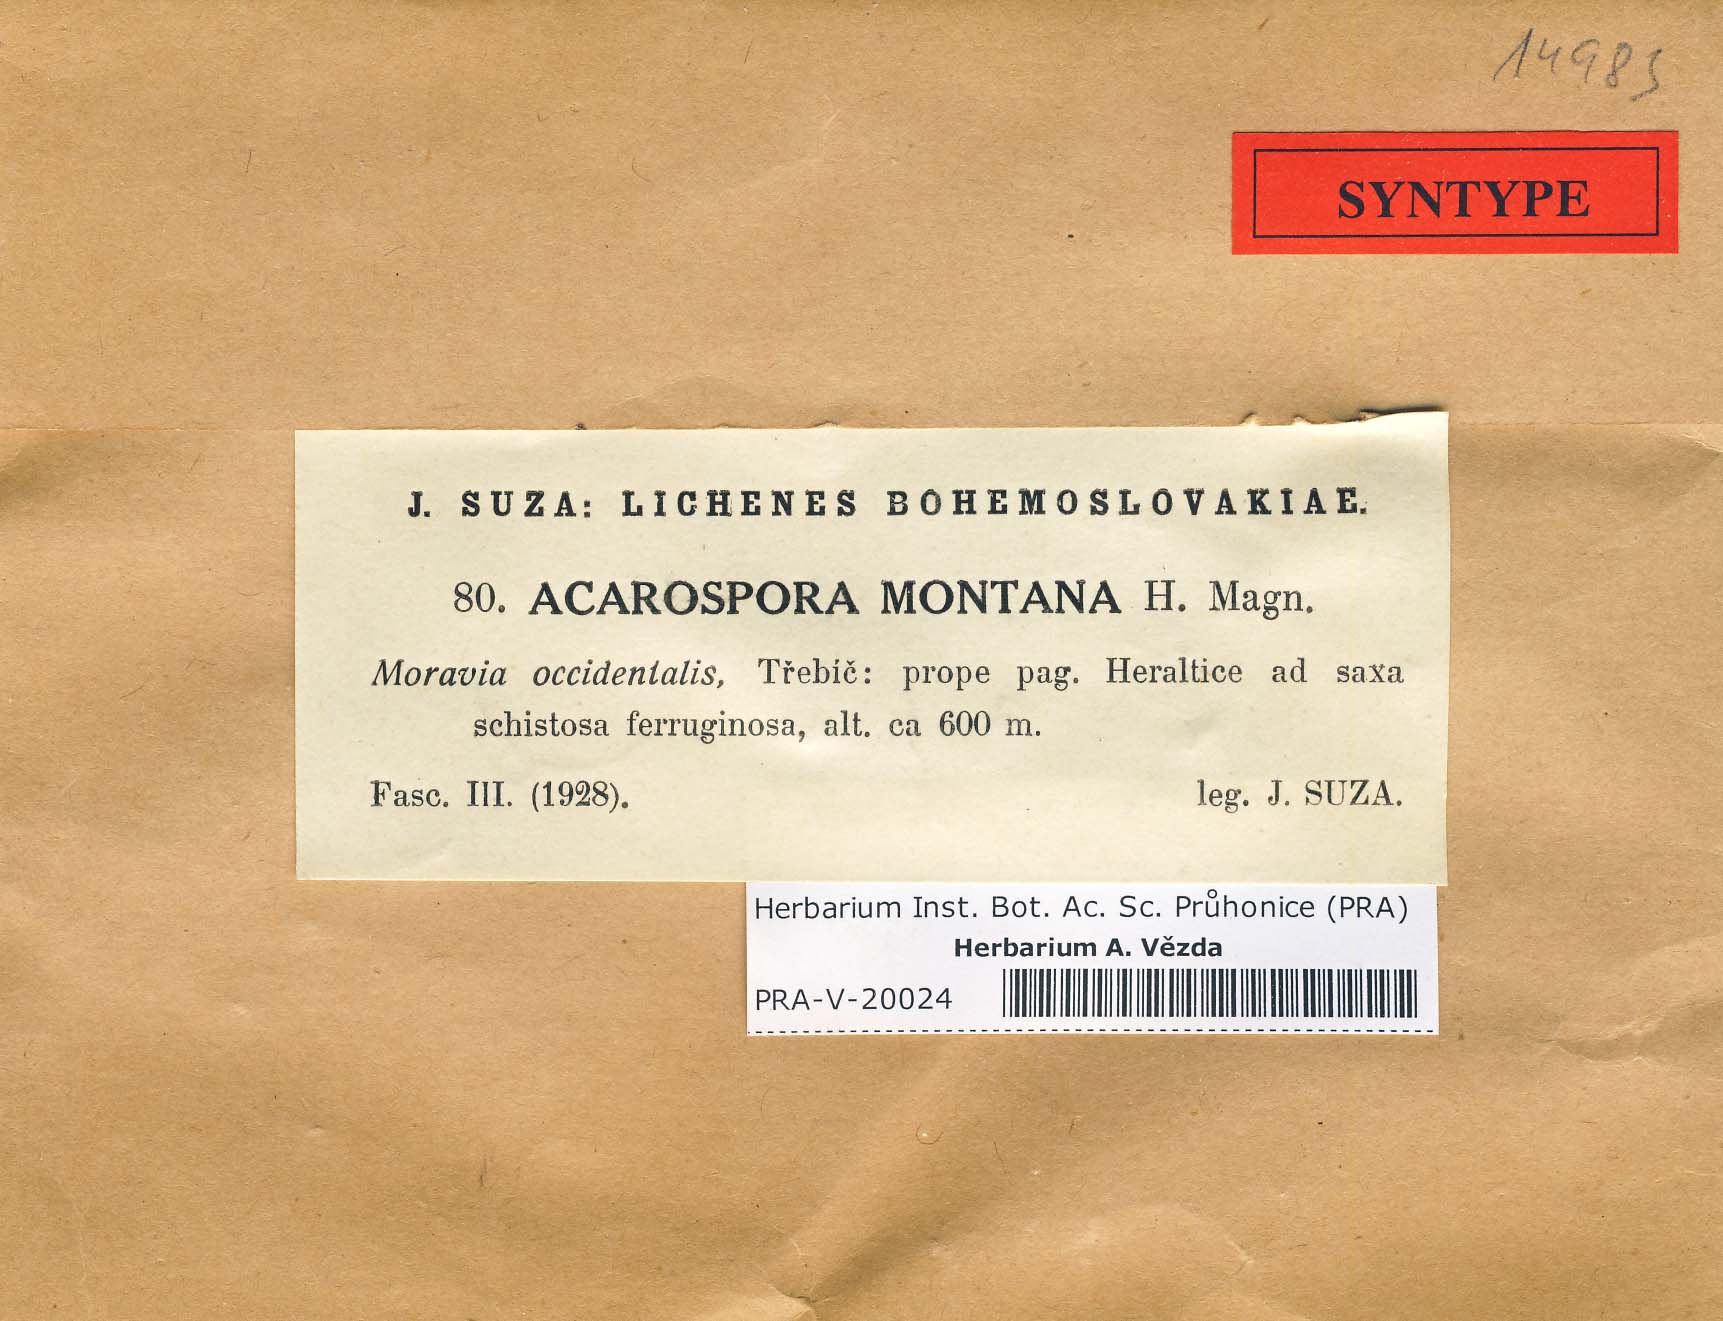 14983
SYNTYPE
J. SUZA: LICHENES BOHEMOSLOVAKIAE.
80. ACAROSPORA MONTANA H. Magn.
Moravia occidentalis, Třebíč: prope pag. Heraltice ad saxa
schistosa ferruginosa, alt. ca 600 m.
Fasc. III. (1928). leg. J. SUZA.
Herbarium Inst. Bot. Ac. Sc. Průhonice (PRA)
Herbarium A. Vězda
PRA-V-20024